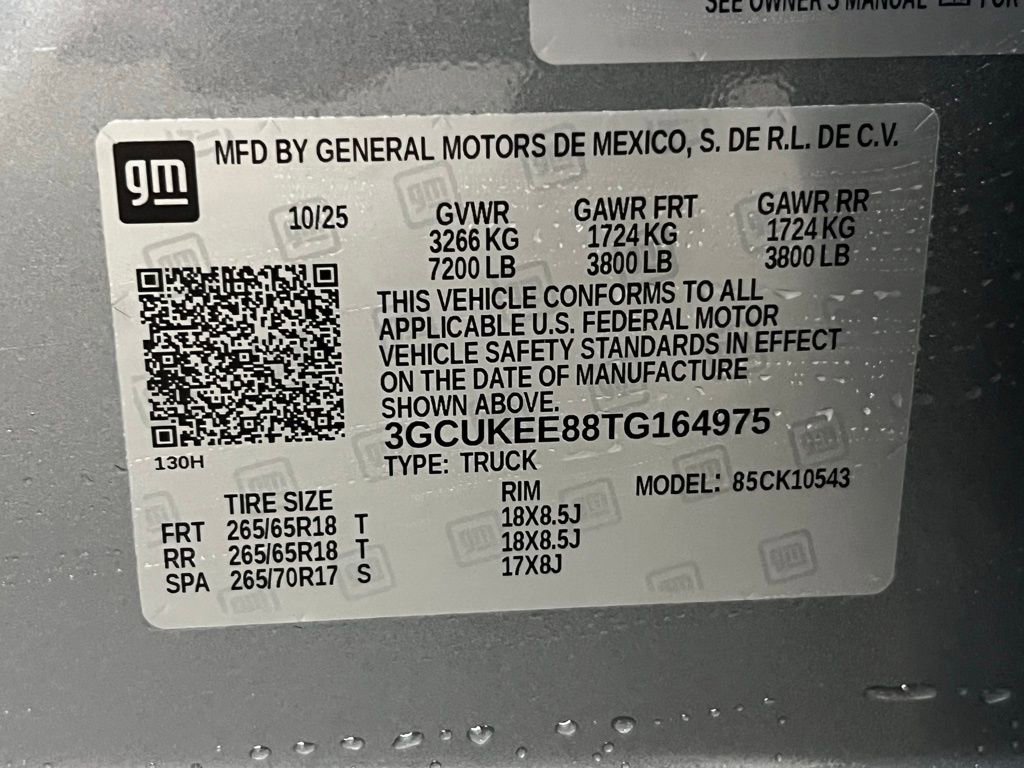 SEE OWNER'S MANUAL FOR
gm
MFD BY GENERAL MOTORS DE MEXICO, S. DE R.L. DE C.V.
10/25 GVWR GAWR FRT GAWR RR
3266 KG 1724 KG 1724 KG
7200 LB 3800 LB 3800 LB
THIS VEHICLE CONFORMS TO ALL
APPLICABLE U.S. FEDERAL MOTOR
VEHICLE SAFETY STANDARDS IN EFFECT
ON THE DATE OF MANUFACTURE
SHOWN ABOVE.
3GCUKEE88TG164975
130H
TYPE: TRUCK
TIRE SIZE RIM MODEL: 85CK10543
FRT 265/65R18 T 18X8.5J
RR 265/65R18 T 18X8.5J
SPA 265/70R17 S 17X8J